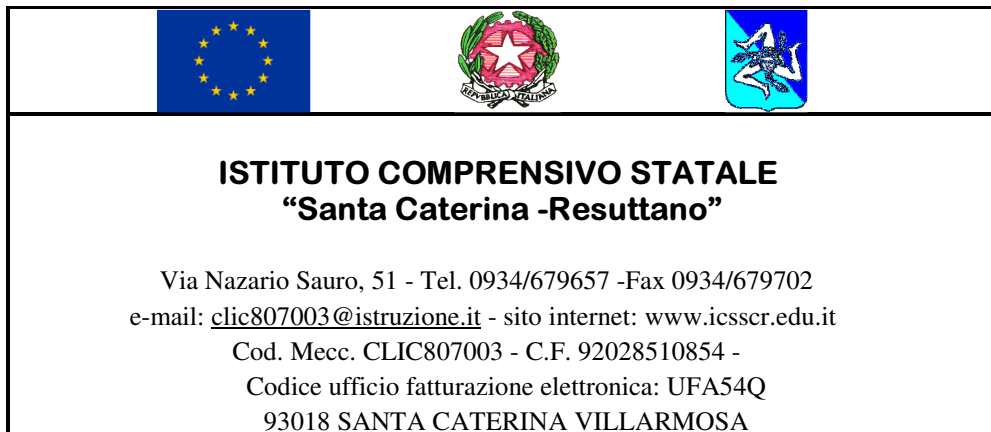 REPVBBLICA ITALIANA
ISTITUTO COMPRENSIVO STATALE
“Santa Caterina -Resuttano”
Via Nazario Sauro, 51 - Tel. 0934/679657 -Fax 0934/679702
e-mail: clic807003@istruzione.it - sito internet: www.icsscr.edu.it
Cod. Mecc. CLIC807003 - C.F. 92028510854 -
Codice ufficio fatturazione elettronica: UFA54Q
93018 SANTA CATERINA VILLARMOSA